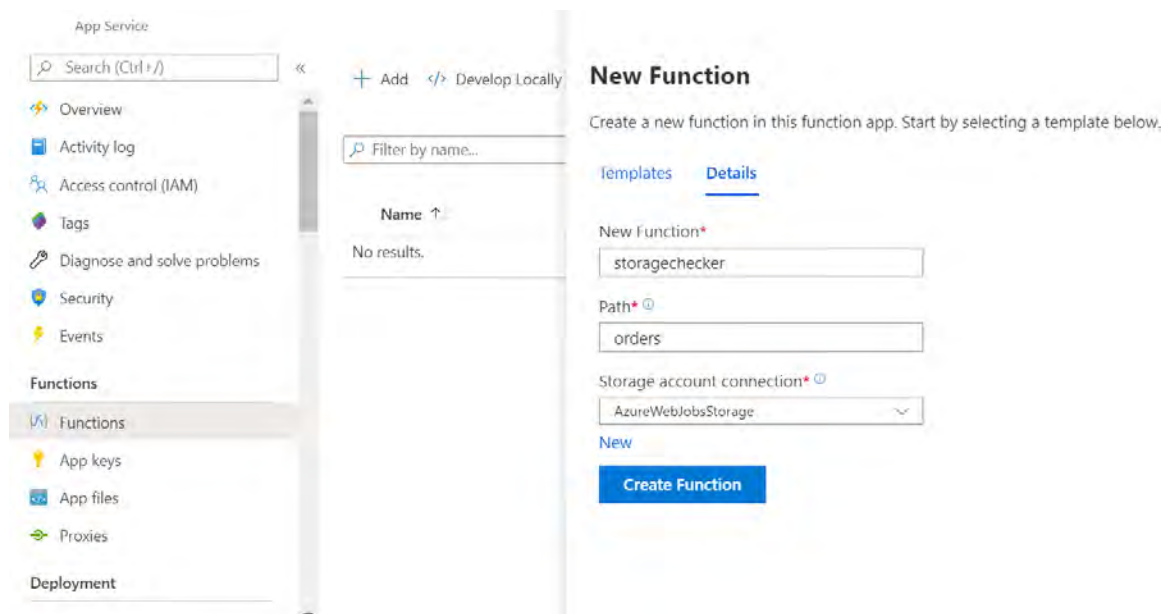 App Service
Search (Ctrl+/)
«
Overview
Activity log
Access control (IAM)
Tags
Diagnose and solve problems
Security
Events
Functions
Functions
App keys
App files
Proxies
Deployment
+ Add </> Develop Locally
Filter by name...
Name ↑
No results.
New Function
Create a new function in this function app. Start by selecting a template below.
Templates Details
New Function*
storagechecker
Path*
orders
Storage account connection*
AzureWebJobsStorage
New
Create Function